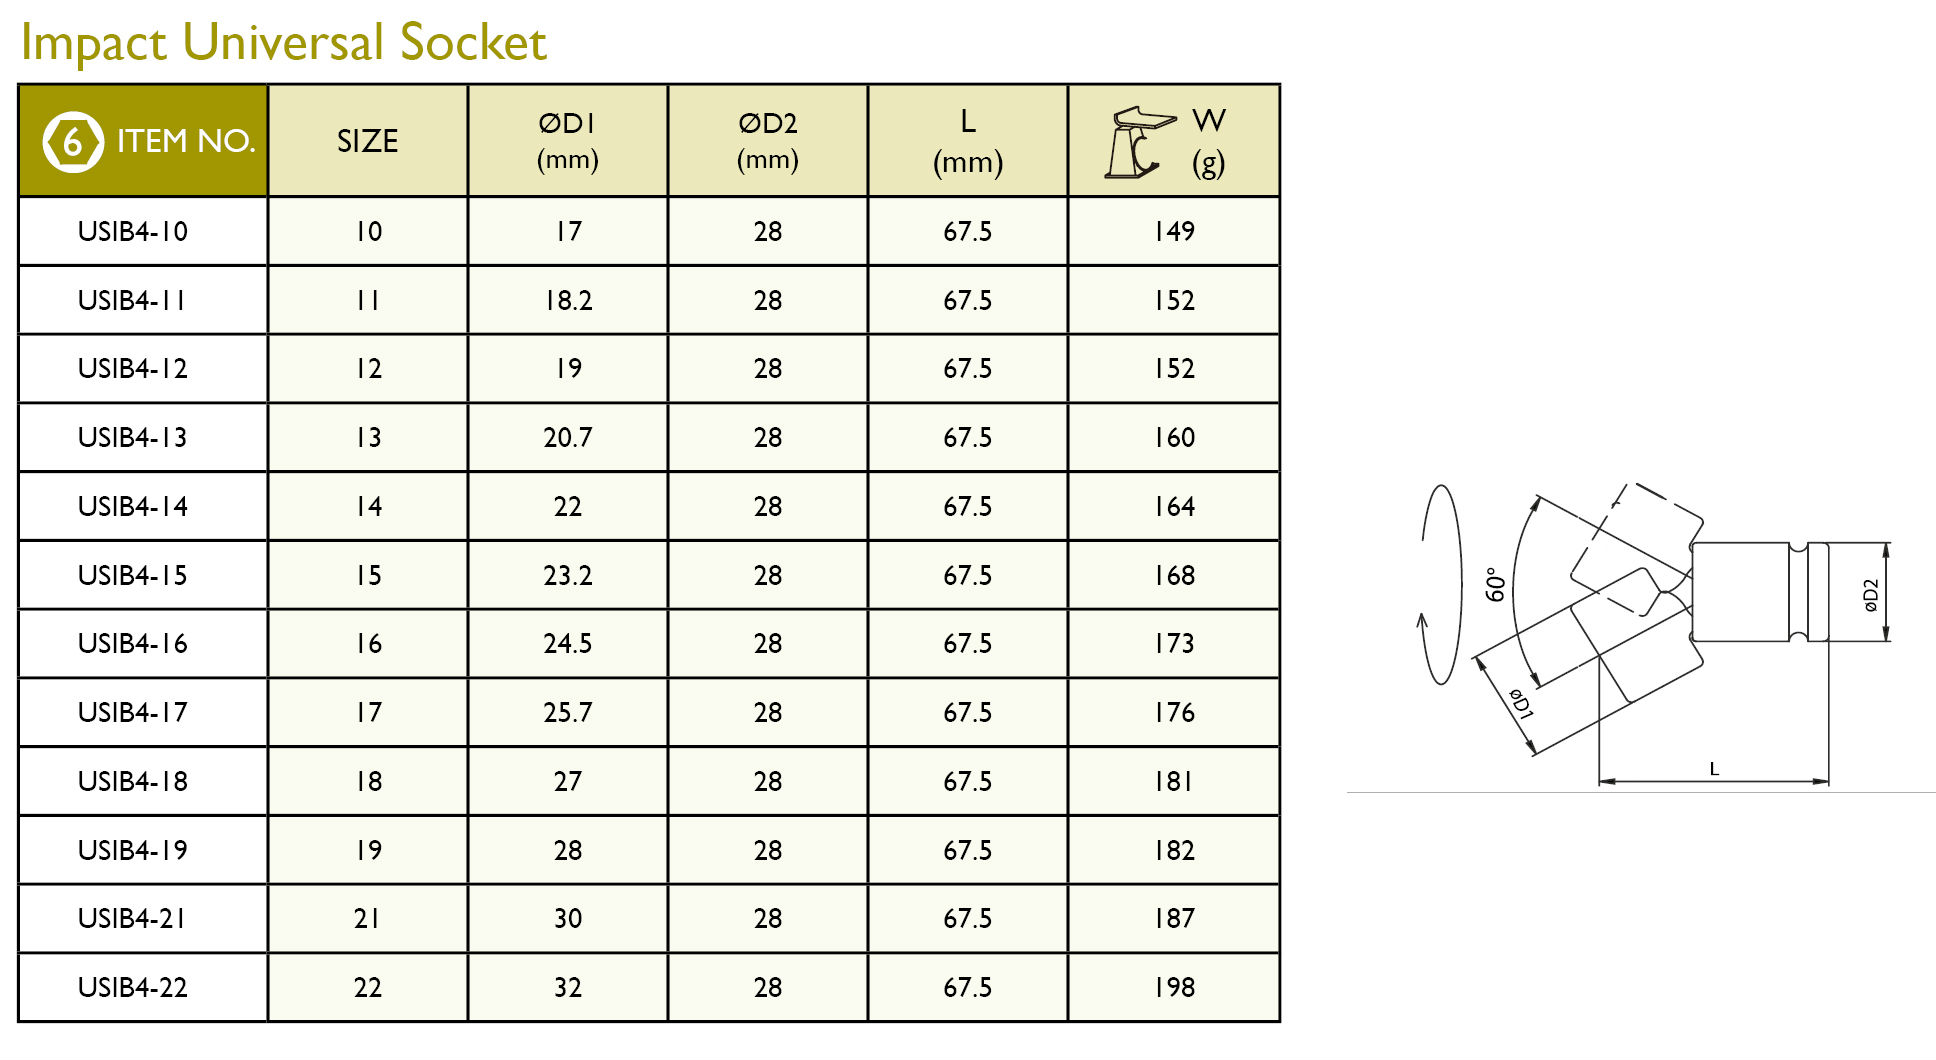 Impact Universal Socket
6 ITEM NO. SIZE ØD1 (mm) ØD2 (mm) L (mm) W (g)
USIB4-10 10 17 28 67.5 149
USIB4-11 11 18.2 28 67.5 152
USIB4-12 12 19 28 67.5 152
USIB4-13 13 20.7 28 67.5 160
USIB4-14 14 22 28 67.5 164
USIB4-15 15 23.2 28 67.5 168
USIB4-16 16 24.5 28 67.5 173
USIB4-17 17 25.7 28 67.5 176
USIB4-18 18 27 28 67.5 181
USIB4-19 19 28 28 67.5 182
USIB4-21 21 30 28 67.5 187
USIB4-22 22 32 28 67.5 198
60°
øD2
øD1
L